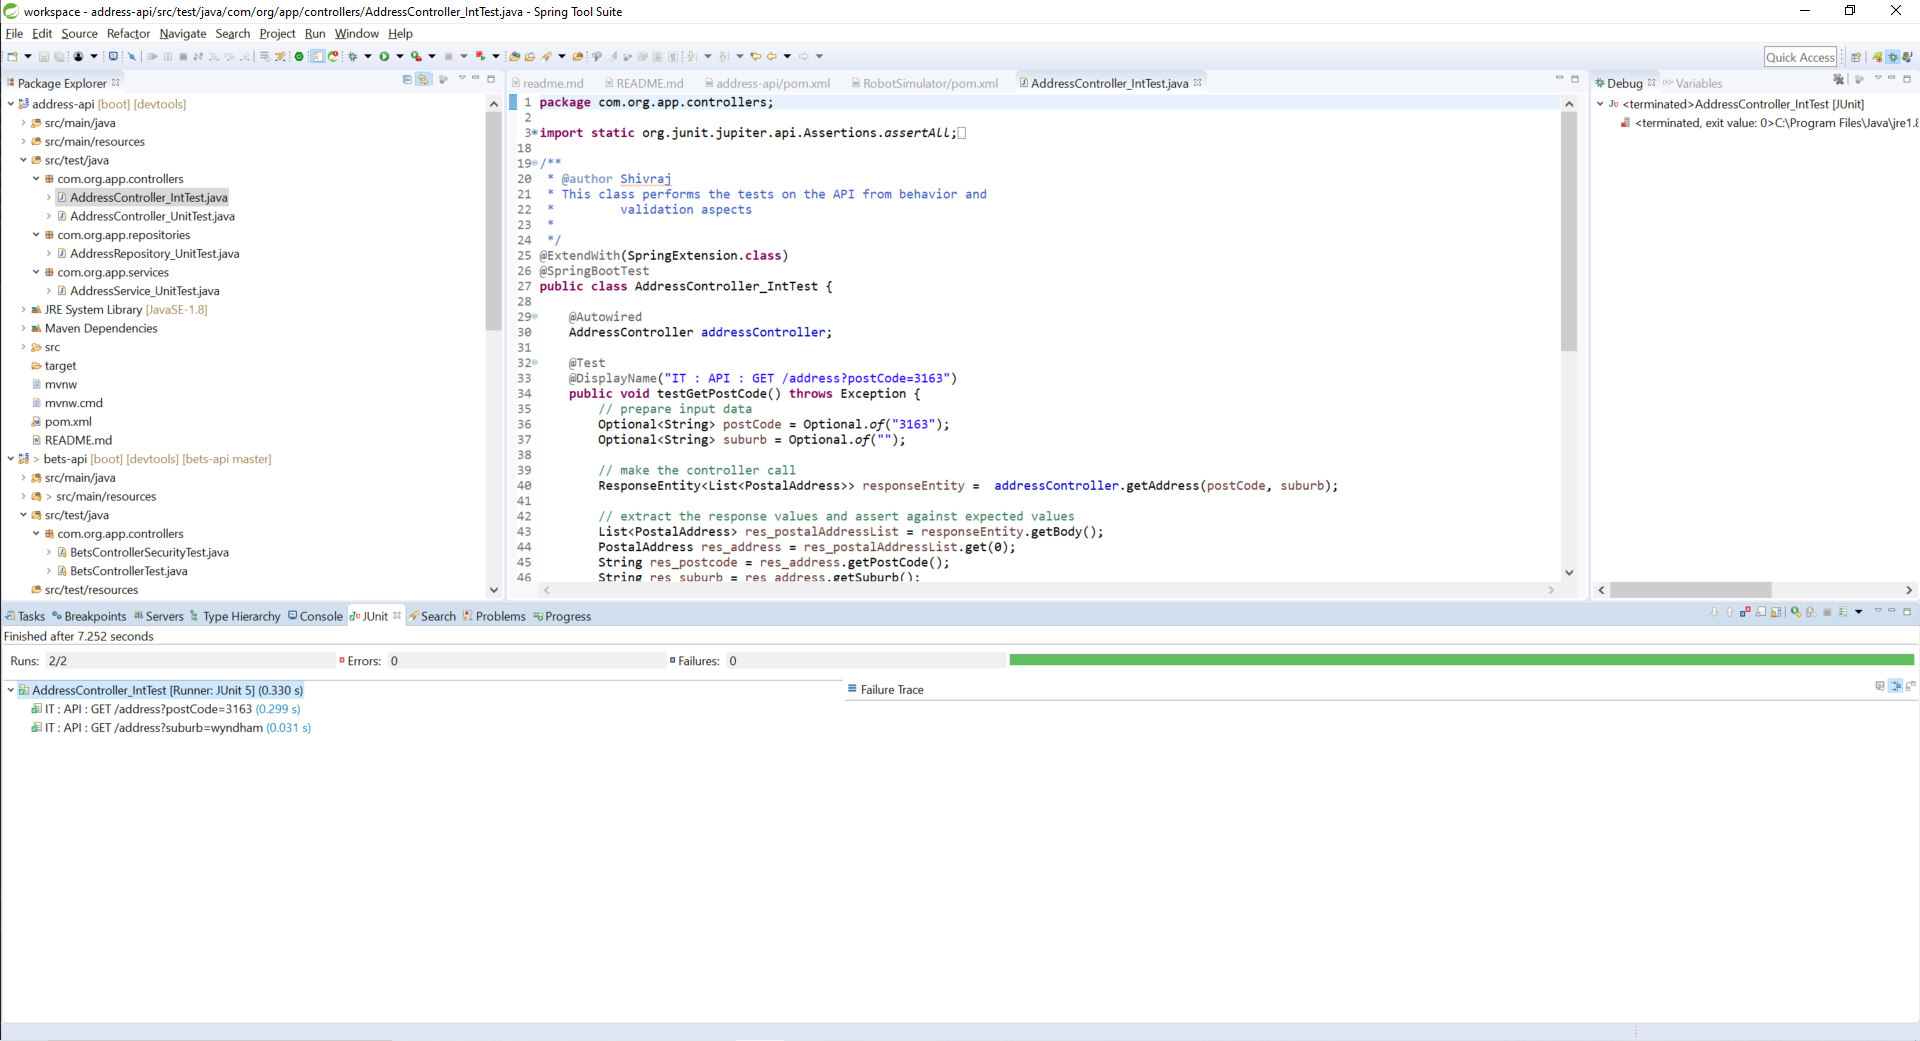 workspace - address-api/src/test/java/com/org/app/controllers/AddressController_IntTest.java - Spring Tool Suite
File Edit Source Refactor Navigate Search Project Run Window Help
Quick Access
Package Explorer
address-api [boot] [devtools]
src/main/java
src/main/resources
src/test/java
com.org.app.controllers
AddressController_IntTest.java
AddressController_UnitTest.java
com.org.app.repositories
AddressRepository_UnitTest.java
com.org.app.services
AddressService_UnitTest.java
JRE System Library [JavaSE-1.8]
Maven Dependencies
src
target
mvnw
mvnw.cmd
pom.xml
README.md
> bets-api [boot] [devtools] [bets-api master]
src/main/java
> src/main/resources
src/test/java
com.org.app.controllers
BetsControllerSecurityTest.java
BetsControllerTest.java
src/test/resources
readme.md README.md address-api/pom.xml RobotSimulator/pom.xml AddressController_IntTest.java
1 package com.org.app.controllers;
2
3 import static org.junit.jupiter.api.Assertions.assertAll;
18
19 /**
20 * @author Shivraj
21 * This class performs the tests on the API from behavior and
22 * validation aspects
23 *
24 */
25 @ExtendWith(SpringExtension.class)
26 @SpringBootTest
27 public class AddressController_IntTest {
28
29 @Autowired
30 AddressController addressController;
31
32 @Test
33 @DisplayName("IT : API : GET /address?postCode=3163")
34 public void testGetPostCode() throws Exception {
35 // prepare input data
36 Optional<String> postCode = Optional.of("3163");
37 Optional<String> suburb = Optional.of("");
38
39 // make the controller call
40 ResponseEntity<List<PostalAddress>> responseEntity = addressController.getAddress(postCode, suburb);
41
42 // extract the response values and assert against expected values
43 List<PostalAddress> res_postalAddressList = responseEntity.getBody();
44 PostalAddress res_address = res_postalAddressList.get(0);
45 String res_postcode = res_address.getPostCode();
46 String res_suburb = res_address.getSuburb();
Debug Variables
<terminated>AddressController_IntTest [JUnit]
<terminated, exit value: 0>C:\Program Files\Java\jre1.8
Tasks Breakpoints Servers Type Hierarchy Console JUnit Search Problems Progress
Finished after 7.252 seconds
Runs: 2/2 Errors: 0 Failures: 0
AddressController_IntTest [Runner: JUnit 5] (0.330 s)
IT : API : GET /address?postCode=3163 (0.299 s)
IT : API : GET /address?suburb=wyndham (0.031 s)
Failure Trace